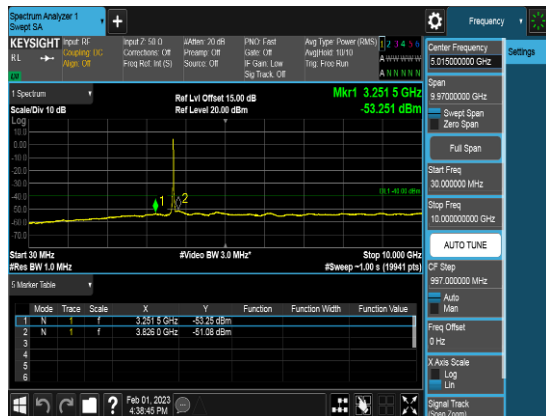 Spectrum Analyzer 1
Swept SA
Frequency
KEYSIGHT
Input: RF
Coupling: DC
Align: Off
Input Z: 50 Ω
Corrections: Off
Freq Ref: Int (S)
#Atten: 20 dB
Preamp: Off
Source: Off
PNO: Fast
Gate: Off
IF Gain: Low
Sig Track: Off
Avg Type: Power (RMS)
Avg|Hold: 10/10
Trig: Free Run
1 2 3 4 5 6
A W W W W W
A N N N N N
RL
LV
1 Spectrum
Scale/Div 10 dB
Ref Lvl Offset 15.00 dB
Ref Level 20.00 dBm
Mkr1 3.251 5 GHz
-53.251 dBm
Log
10.0
0.00
-10.0
-20.0
-30.0
-40.0
-50.0
-60.0
-70.0
DL1 -40.00 dBm
1
2
Start 30 MHz
#Res BW 1.0 MHz
#Video BW 3.0 MHz*
Stop 10.000 GHz
#Sweep ~1.00 s (19941 pts)
5 Marker Table
Mode Trace Scale X Y Function Function Width Function Value
1 N 1 f 3.251 5 GHz -53.25 dBm
2 N 1 f 3.826 0 GHz -51.08 dBm
3
4
5
6
Feb 01, 2023
4:38:45 PM
Center Frequency
5.015000000 GHz
Settings
Span
9.97000000 GHz
Swept Span
Zero Span
Full Span
Start Freq
30.000000 MHz
Stop Freq
10.000000000 GHz
AUTO TUNE
CF Step
997.000000 MHz
Auto
Man
Freq Offset
0 Hz
X Axis Scale
Log
Lin
Signal Track
(Span Zoom)